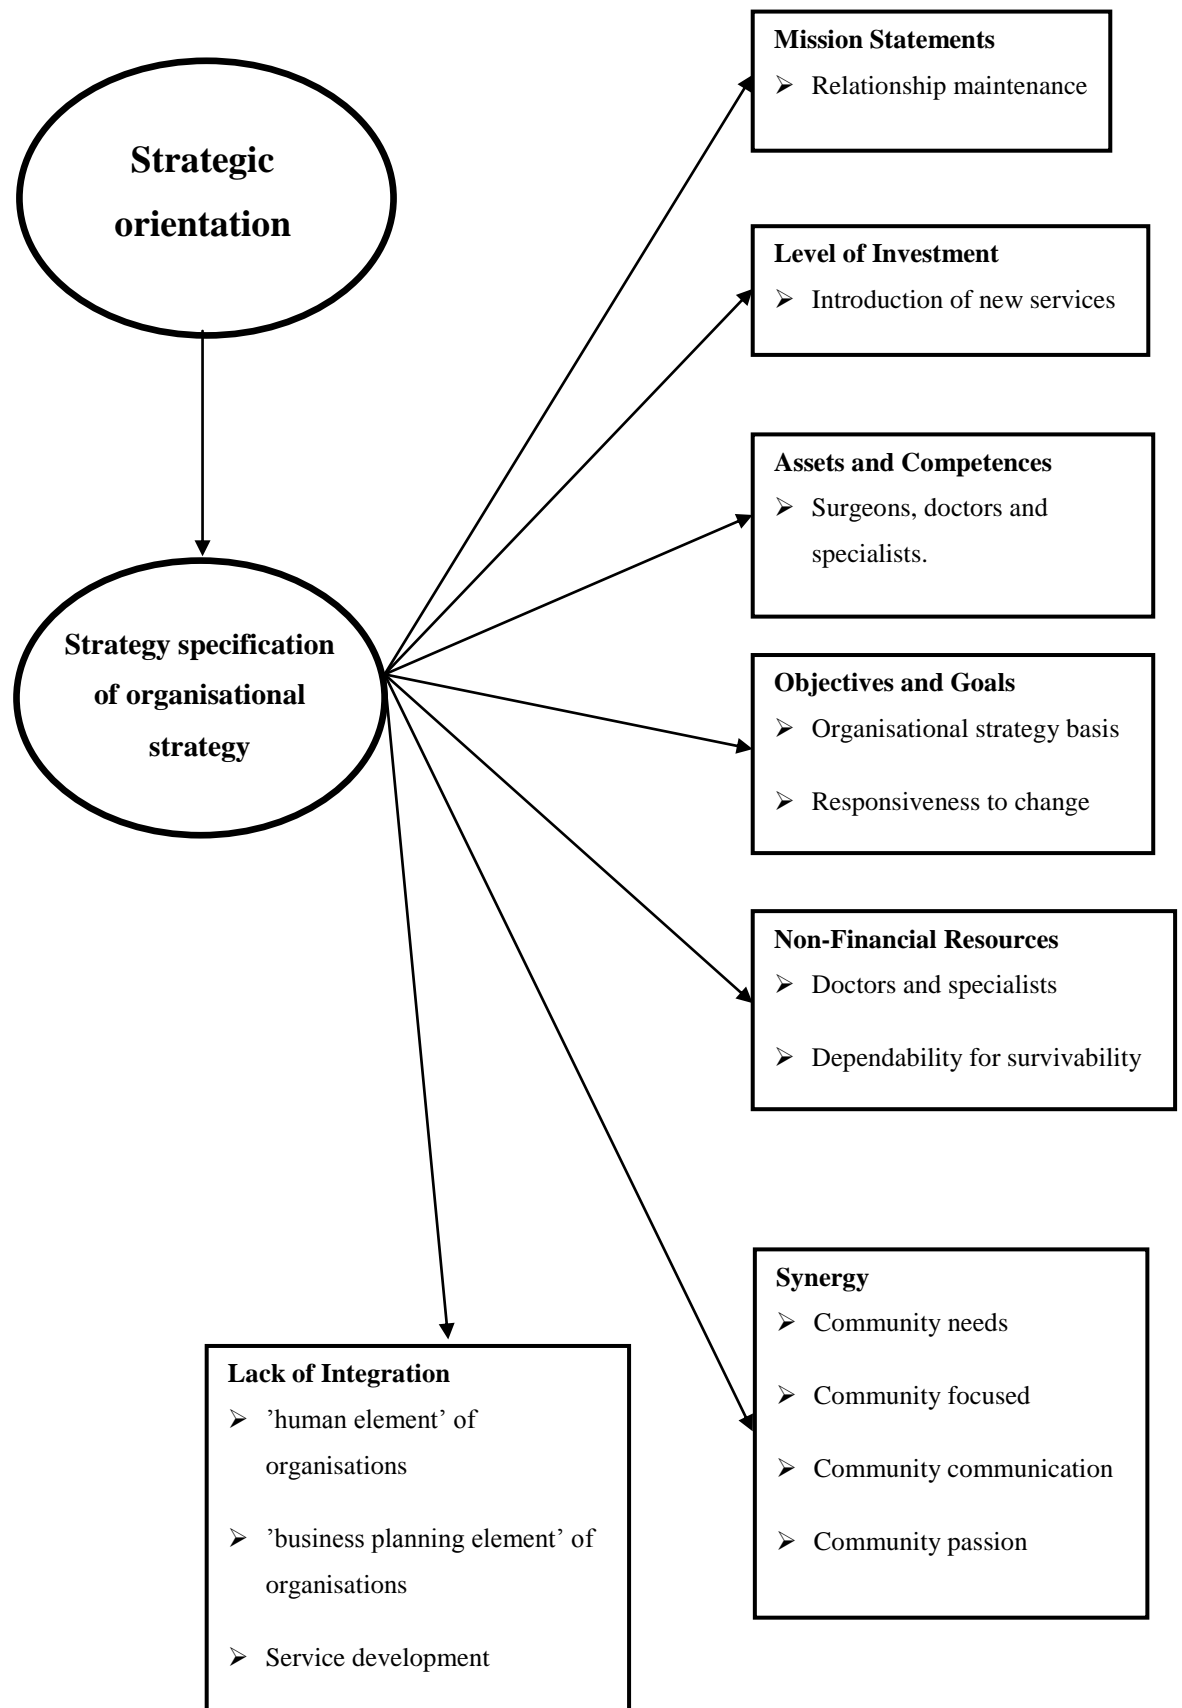 Strategic
orientation
Strategy specification
of organisational
strategy
Mission Statements
➢ Relationship maintenance
Level of Investment
➢ Introduction of new services
Assets and Competences
➢ Surgeons, doctors and
specialists.
Objectives and Goals
➢ Organisational strategy basis
➢ Responsiveness to change
Non-Financial Resources
➢ Doctors and specialists
➢ Dependability for survivability
Synergy
➢ Community needs
➢ Community focused
➢ Community communication
➢ Community passion
Lack of Integration
➢ ’human element’ of
organisations
➢ ’business planning element’ of
organisations
➢ Service development